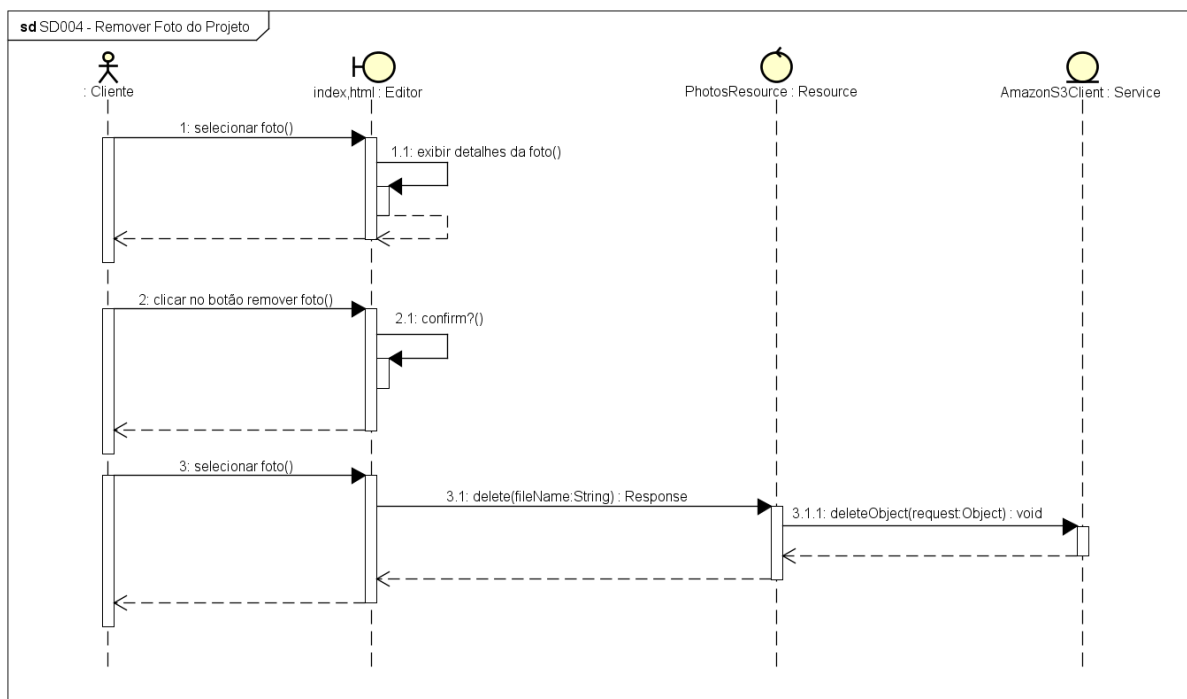 sd SD004 - Remover Foto do Projeto
: Cliente
index,html : Editor
PhotosResource : Resource
AmazonS3Client : Service
1: selecionar foto()
1.1: exibir detalhes da foto()
2: clicar no botão remover foto()
2.1: confirm?()
3: selecionar foto()
3.1: delete(fileName:String) : Response
3.1.1: deleteObject(request:Object) : void